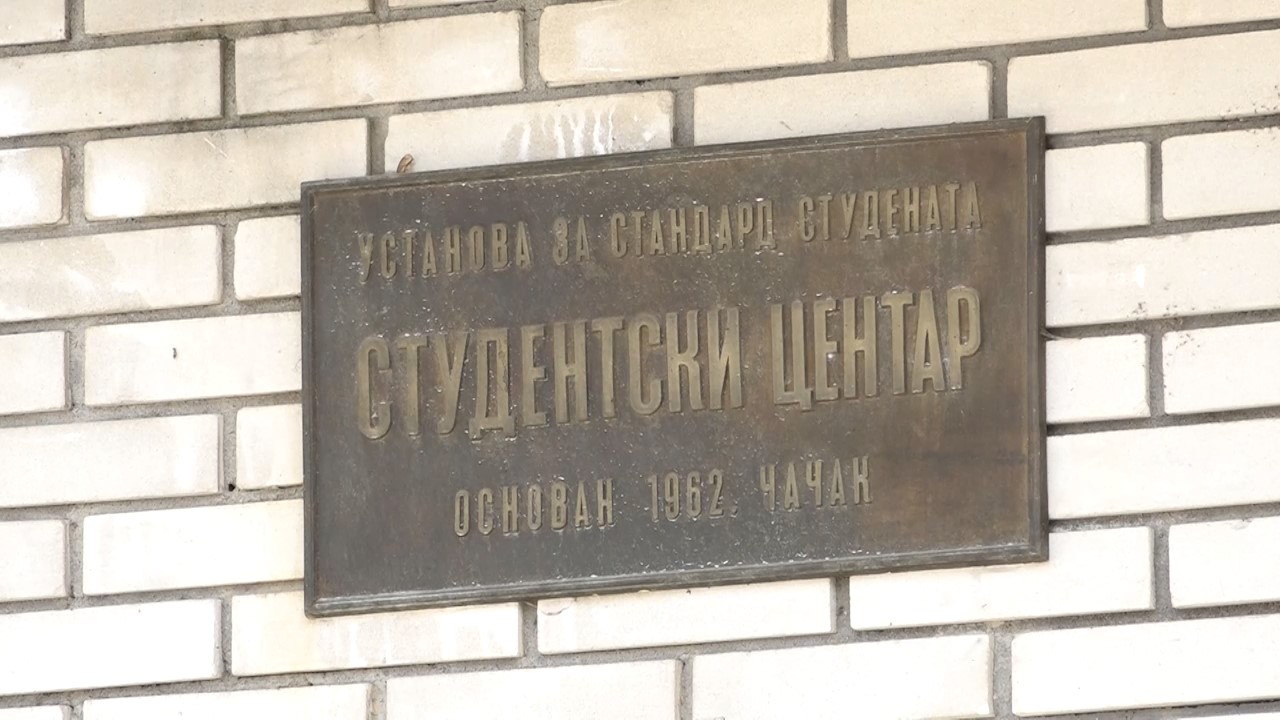 УСТАНОВА ЗА СТАНДАРД СТУДЕНАТА
СТУДЕНТСКИ ЦЕНТАР
ОСНОВАН 1962. ЧАЧАК